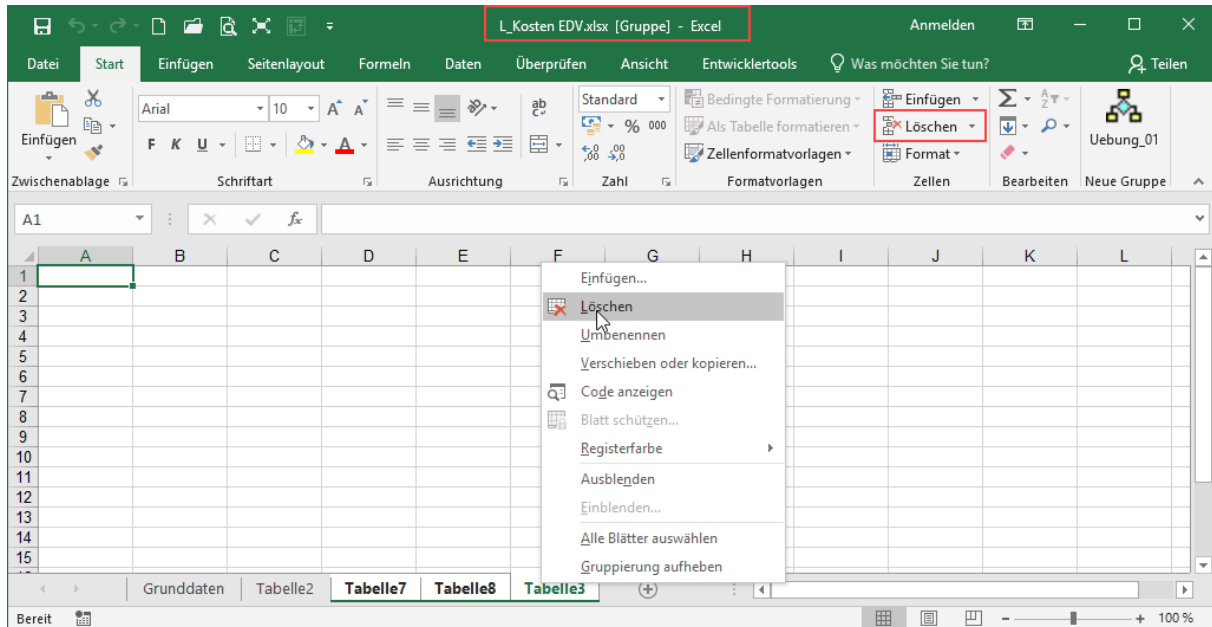 L_Kosten EDV.xlsx [Gruppe] - Excel Anmelden
Datei Start Einfügen Seitenlayout Formeln Daten Überprüfen Ansicht Entwicklertools Was möchten Sie tun? Teilen
Arial 10 A A ab Standard Bedingte Formatierung Einfügen Σ A Z
Einfügen F K U A % 000 Als Tabelle formatieren Löschen Uebung_01
,00 ,0 ,00 Zellenformatvorlagen Format
Zwischenablage Schriftart Ausrichtung Zahl Formatvorlagen Zellen Bearbeiten Neue Gruppe
A1 fx
A B C D E F G H I J K L
1
2
3
4
5
6
7
8
9
10
11
12
13
14
15
Einfügen...
Löschen
Umbenennen
Verschieben oder kopieren...
Code anzeigen
Blatt schützen...
Registerfarbe
Ausblenden
Einblenden...
Alle Blätter auswählen
Gruppierung aufheben
Grunddaten Tabelle2 Tabelle7 Tabelle8 Tabelle3
Bereit 100 %